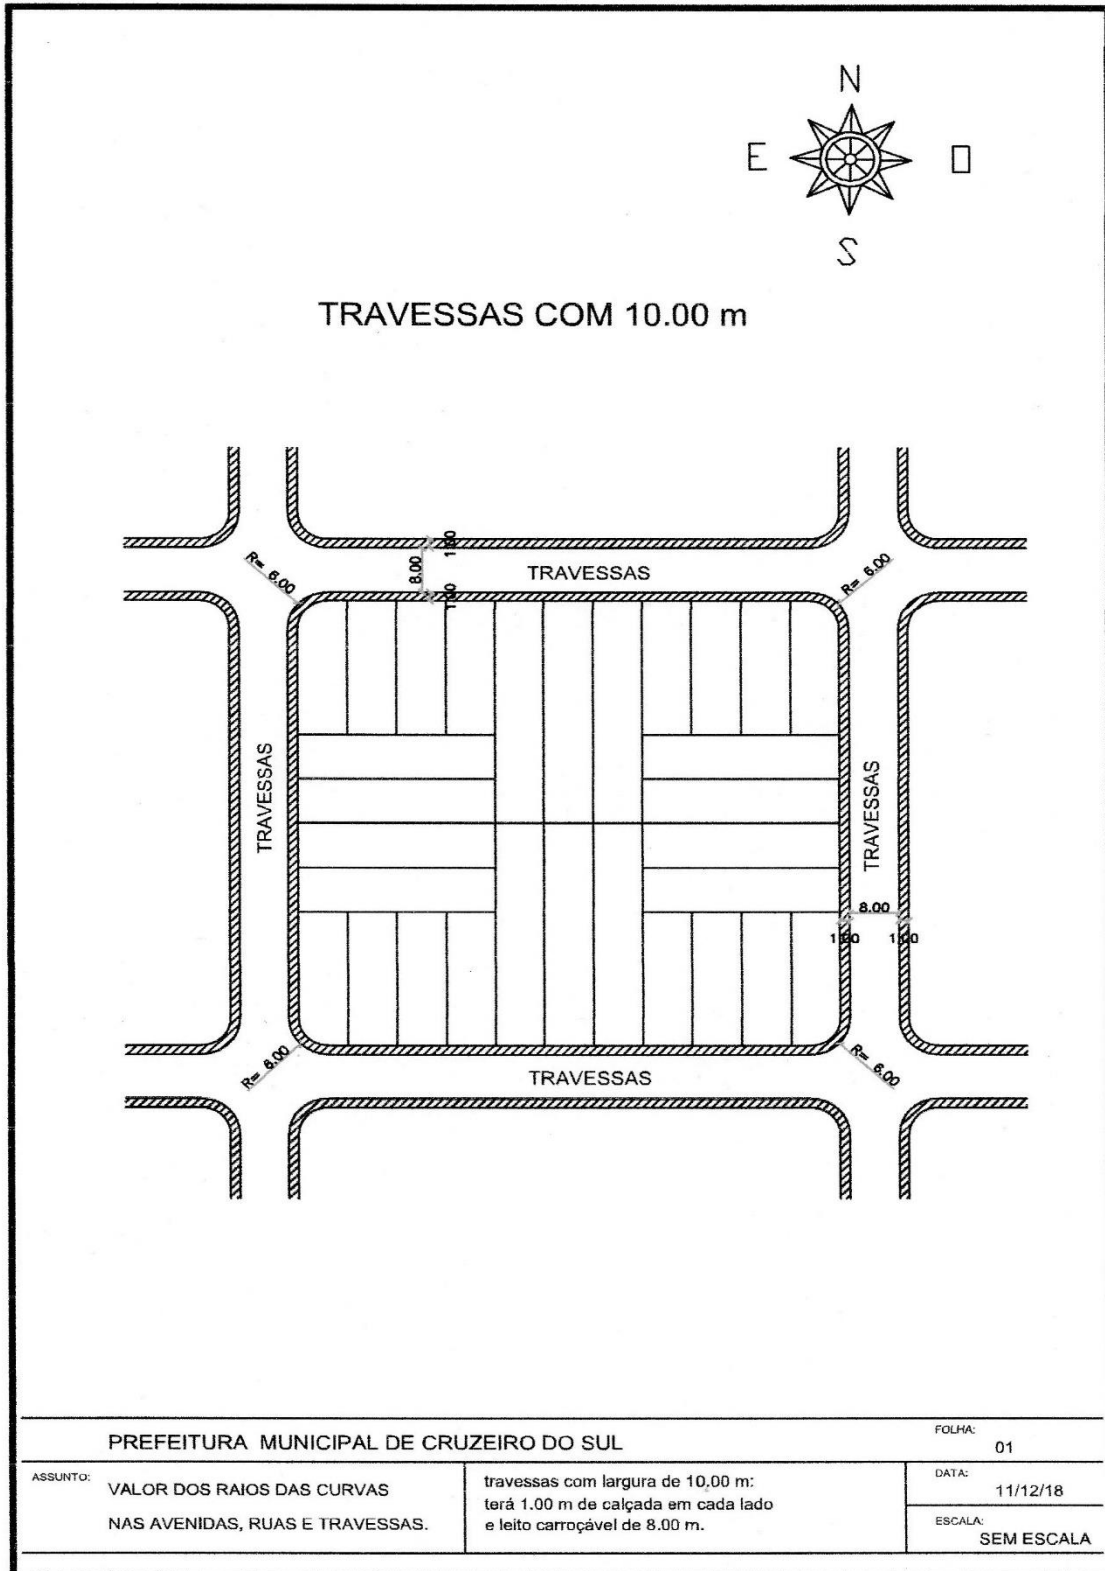 N
E
O
S
TRAVESSAS COM 10.00 m
R= 6.00
8.00
1.00
1.00
TRAVESSAS
R= 6.00
TRAVESSAS
TRAVESSAS
8.00
1.00
1.00
R= 6.00
TRAVESSAS
R= 6.00
PREFEITURA MUNICIPAL DE CRUZEIRO DO SUL
FOLHA:
01
ASSUNTO:
VALOR DOS RAIOS DAS CURVAS
NAS AVENIDAS, RUAS E TRAVESSAS.
travessas com largura de 10,00 m:
terá 1.00 m de calçada em cada lado
e leito carroçável de 8.00 m.
DATA:
11/12/18
ESCALA:
SEM ESCALA